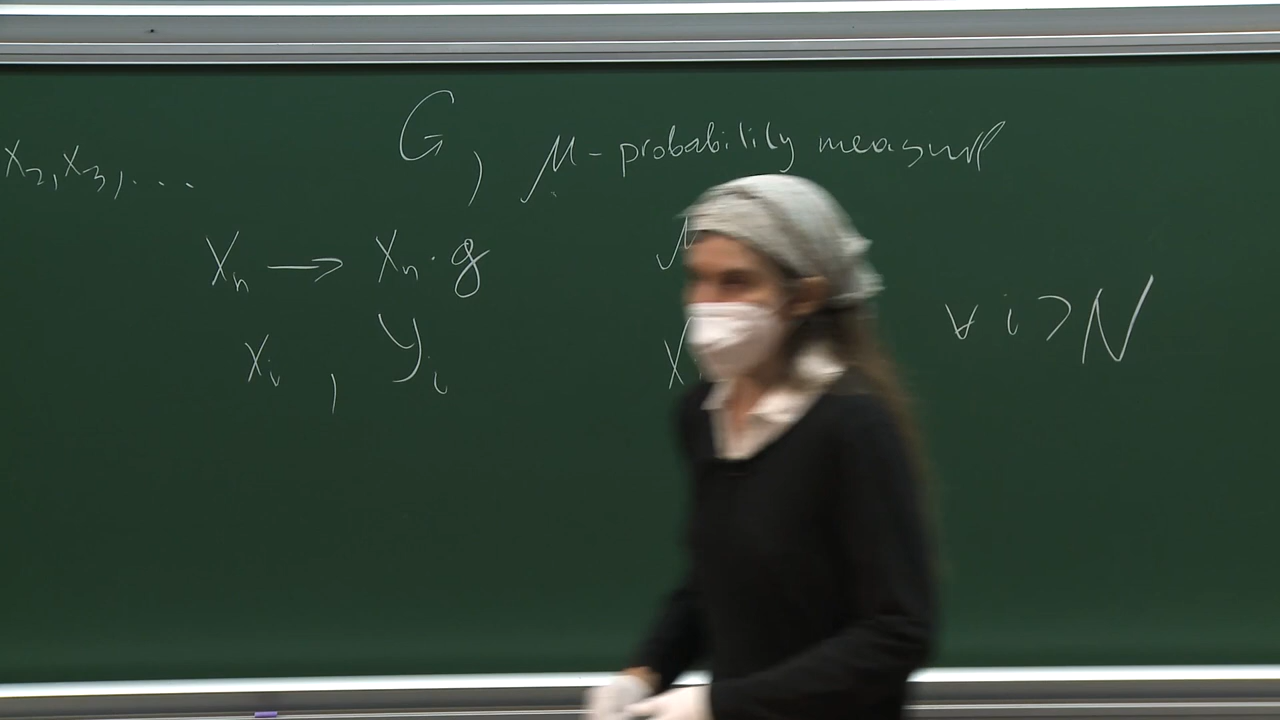 G, μ - probability measure
X₂, X₃, ...
Xₙ → Xₙ · g μ
Xᵢ, Yᵢ X ∀ i > N